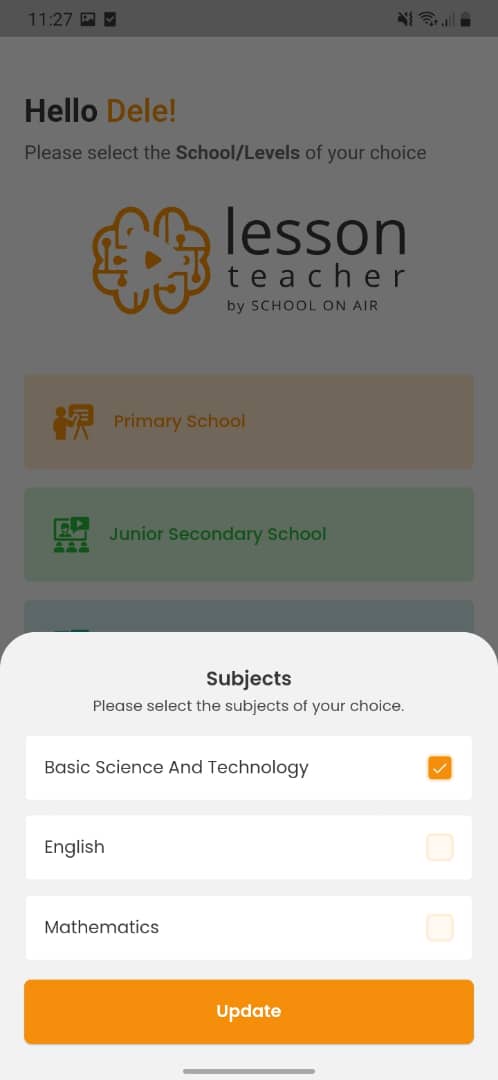 11:27
Hello Dele!
Please select the School/Levels of your choice
lesson
teacher
by SCHOOL ON AIR
Primary School
Junior Secondary School
Subjects
Please select the subjects of your choice.
Basic Science And Technology
English
Mathematics
Update